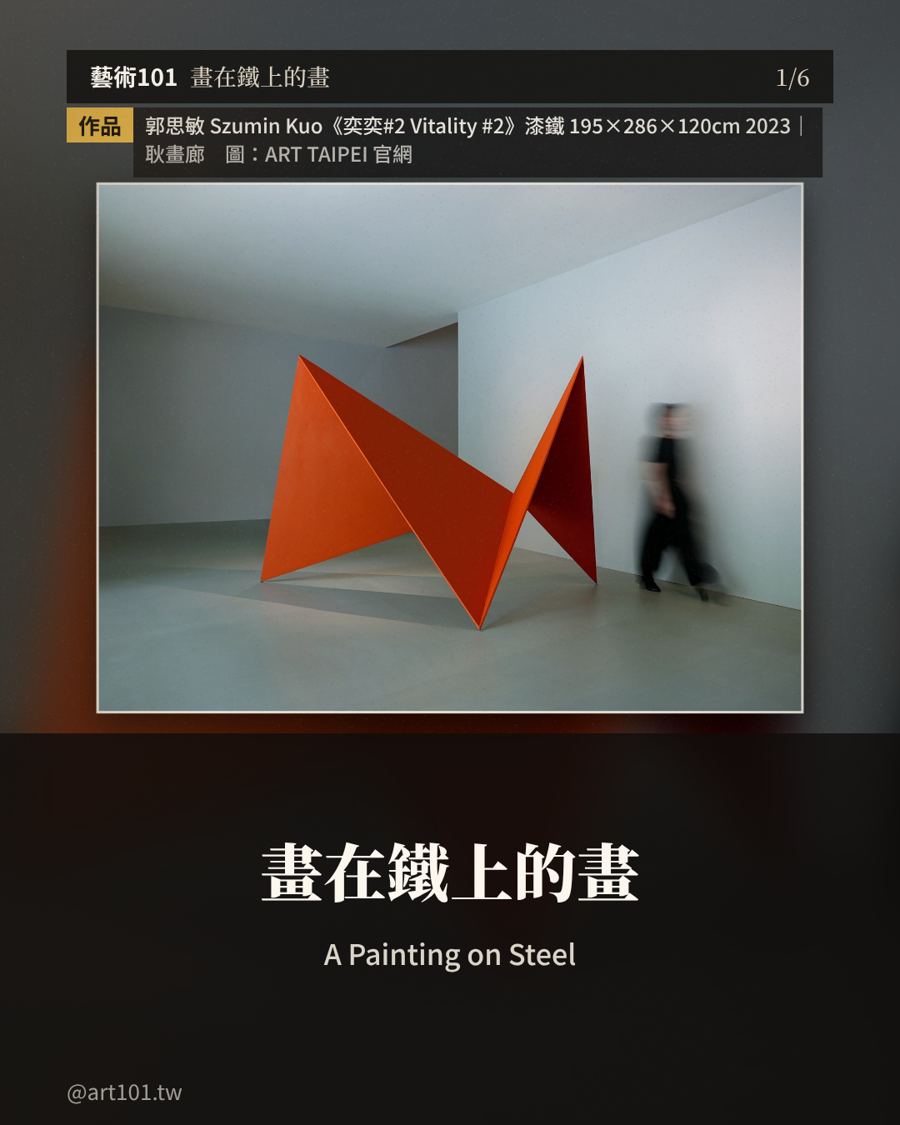 藝術101 畫在鐵上的畫 1/6
作品 郭思敏 Szumin Kuo《奕奕#2 Vitality #2》漆鐵 195×286×120cm 2023｜
耿畫廊 圖：ART TAIPEI 官網
畫在鐵上的畫
A Painting on Steel
@art101.tw